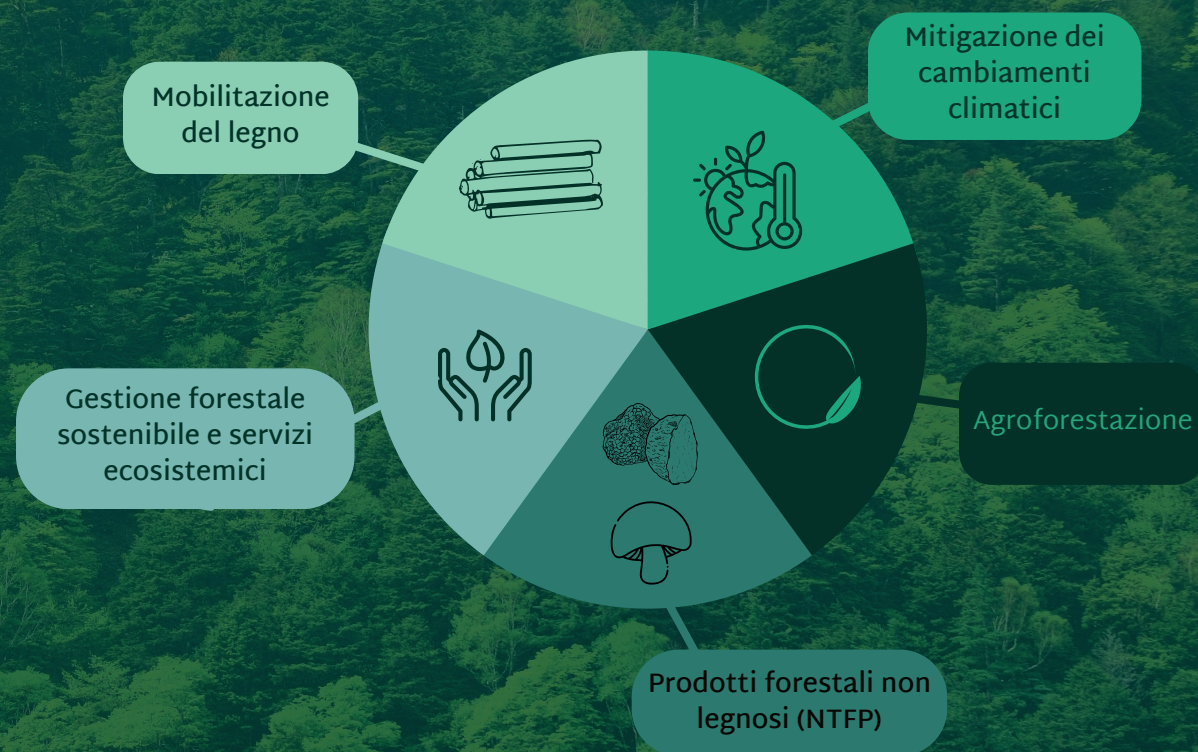 Mitigazione dei
cambiamenti
climatici
Mobilitazione
del legno
Gestione forestale
sostenibile e servizi
ecosistemici
Agroforestazione
Prodotti forestali non
legnosi (NTFP)